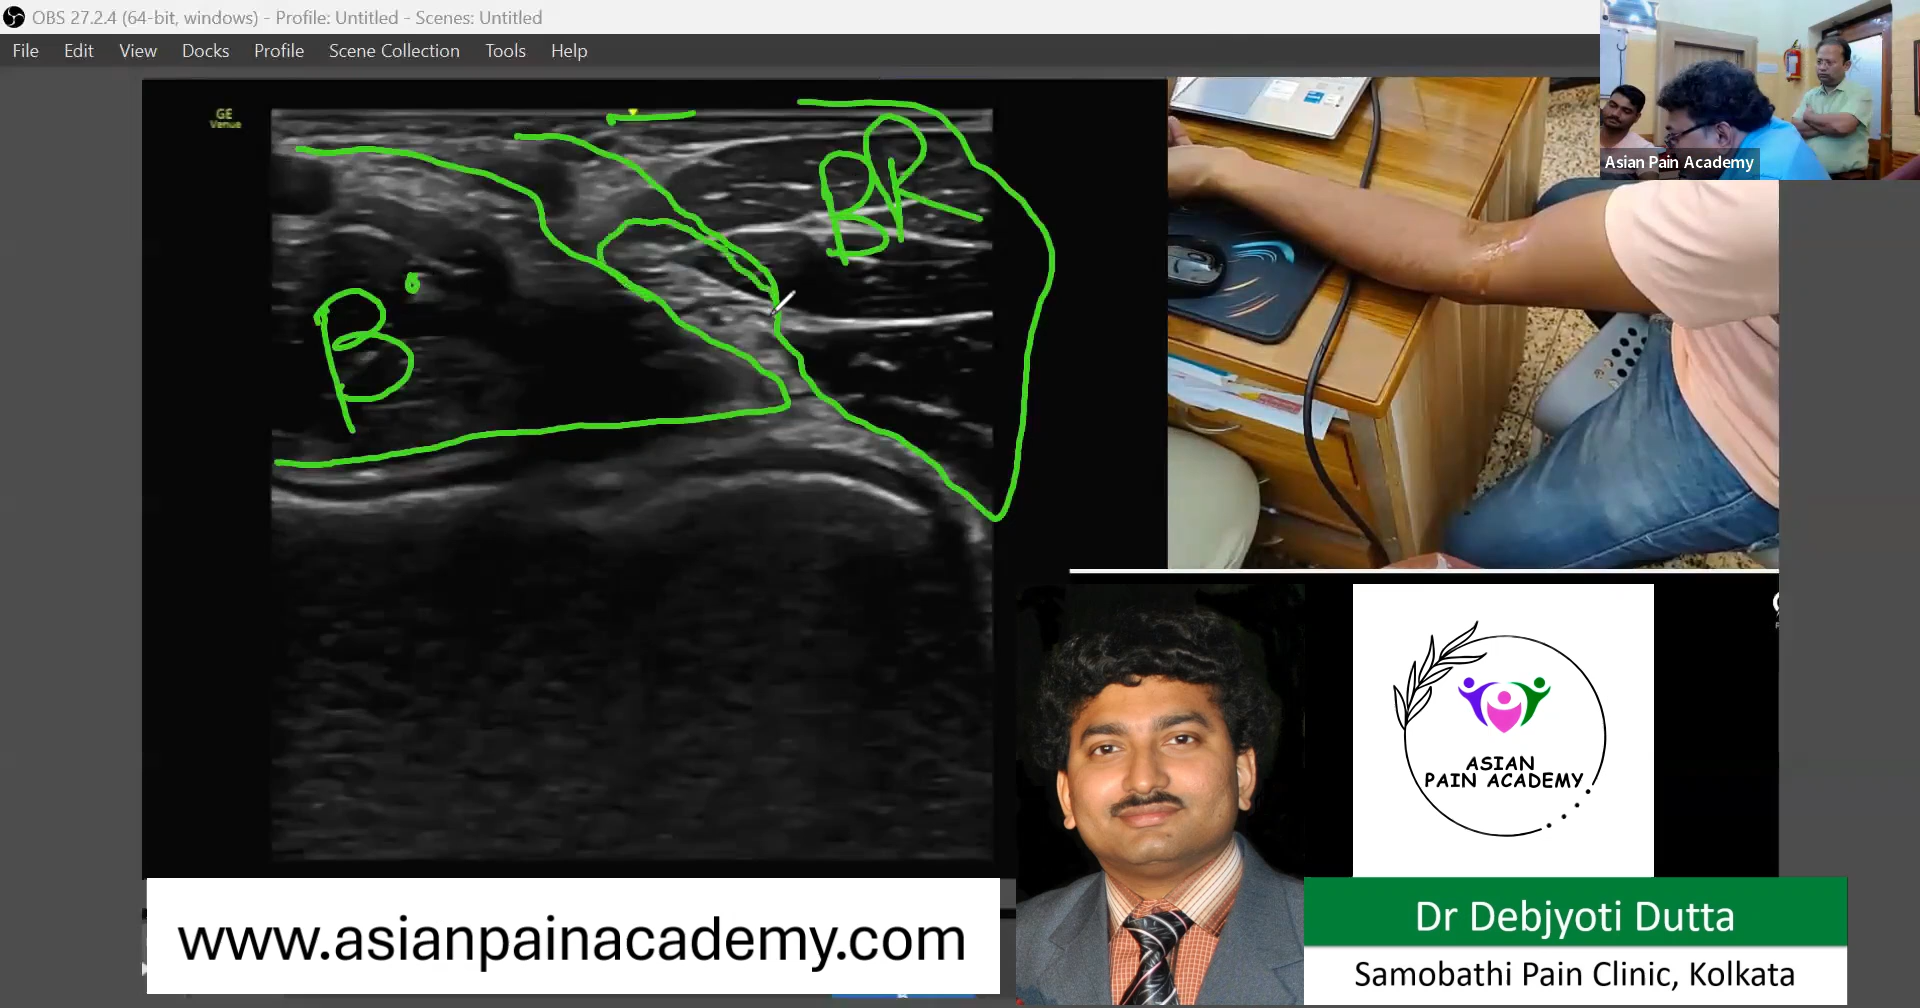 OBS 27.2.4 (64-bit, windows) - Profile: Untitled - Scenes: Untitled
File Edit View Docks Profile Scene Collection Tools Help
GE
Venue
BR
B
Asian Pain Academy
ASIAN
PAIN ACADEMY
www.asianpainacademy.com
Dr Debjyoti Dutta
Samobathi Pain Clinic, Kolkata